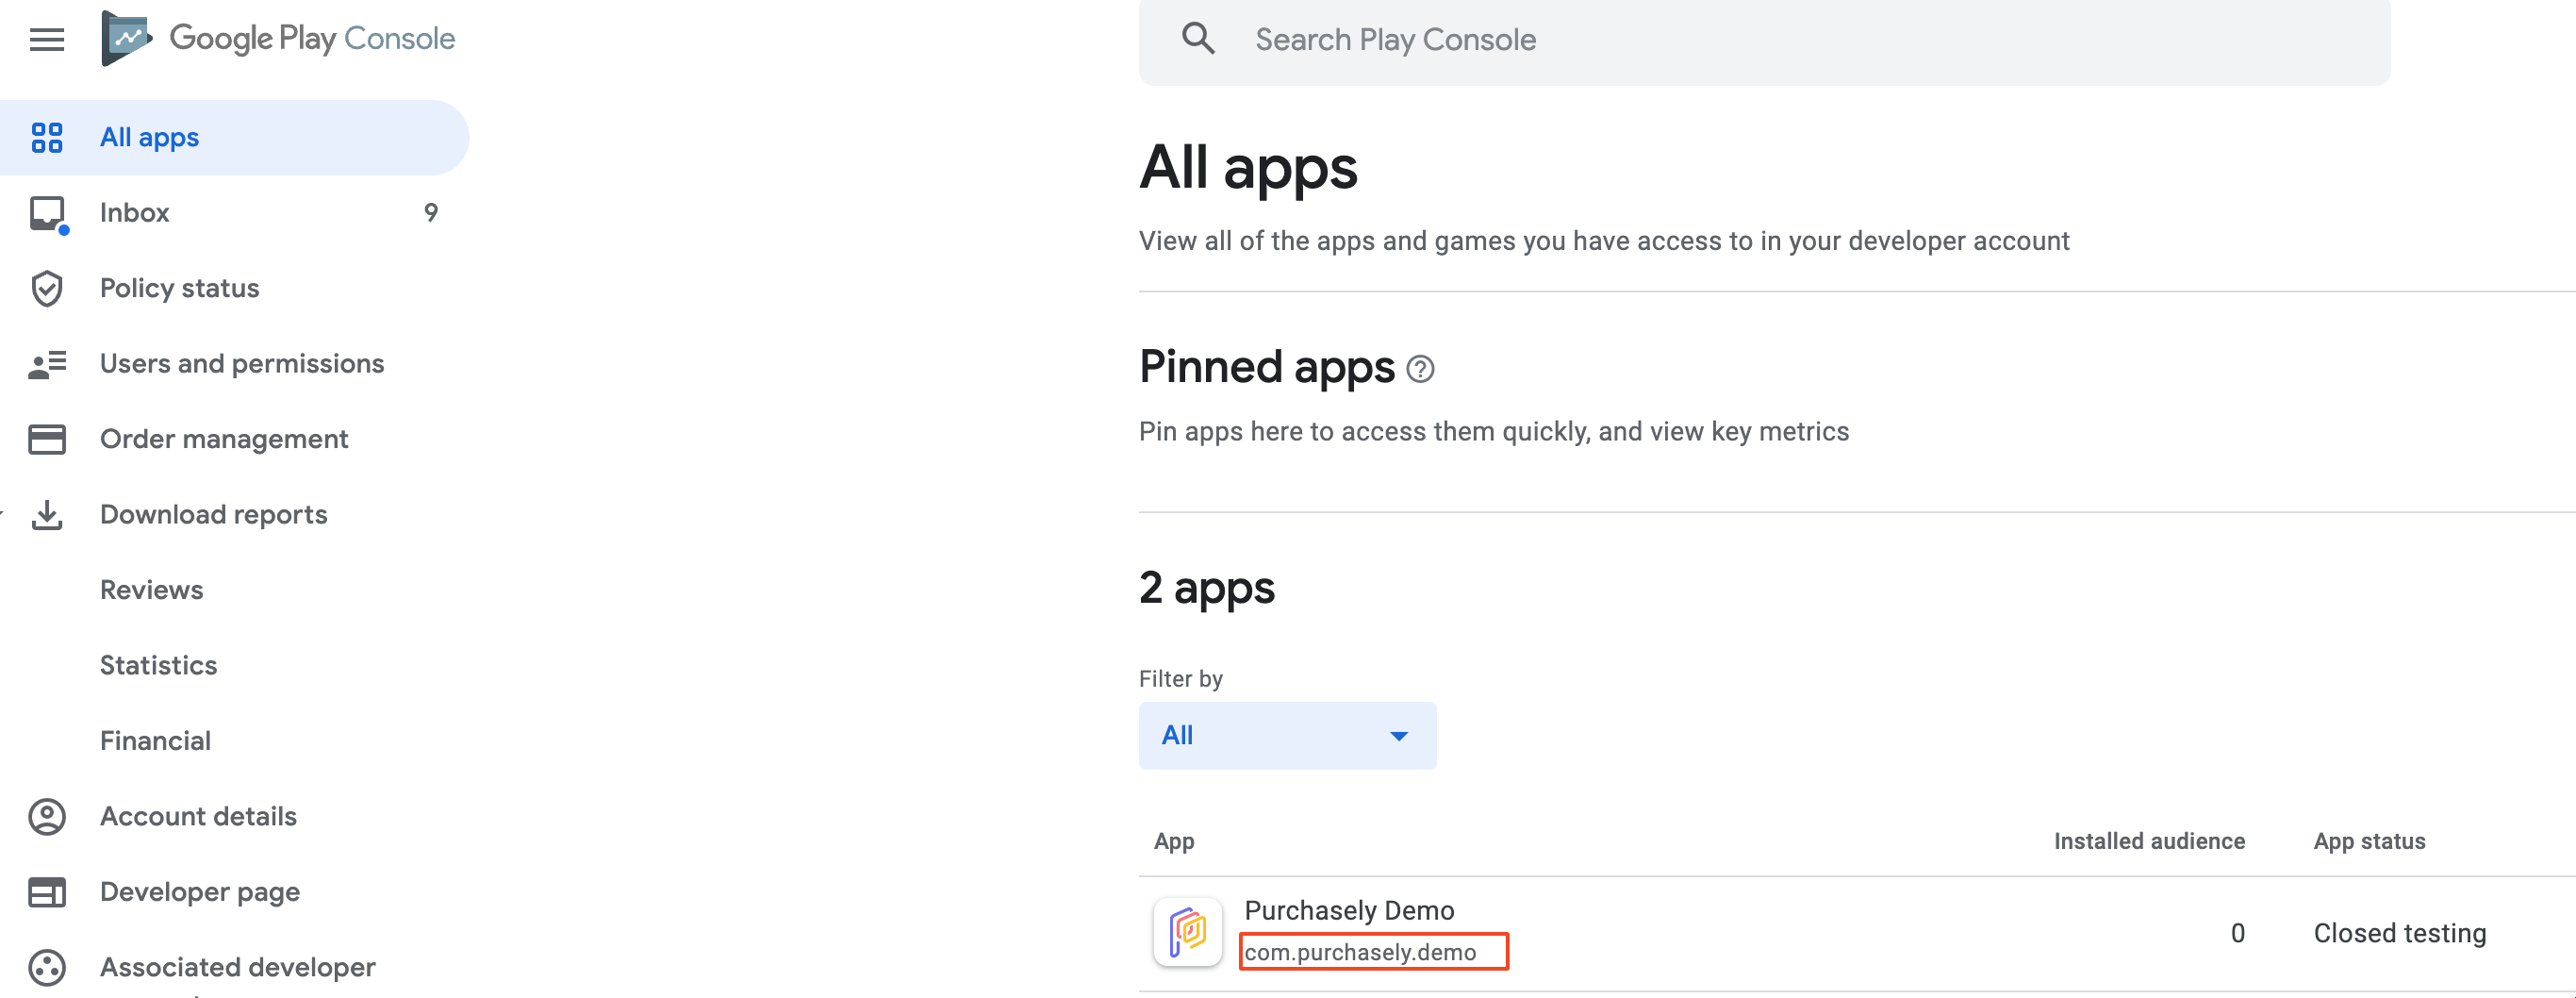 Google Play Console
Search Play Console
All apps
Inbox 9
Policy status
Users and permissions
Order management
Download reports
Reviews
Statistics
Financial
Account details
Developer page
Associated developer
All apps
View all of the apps and games you have access to in your developer account
Pinned apps
Pin apps here to access them quickly, and view key metrics
2 apps
Filter by
All
App Installed audience App status
Purchasely Demo
com.purchasely.demo
0 Closed testing